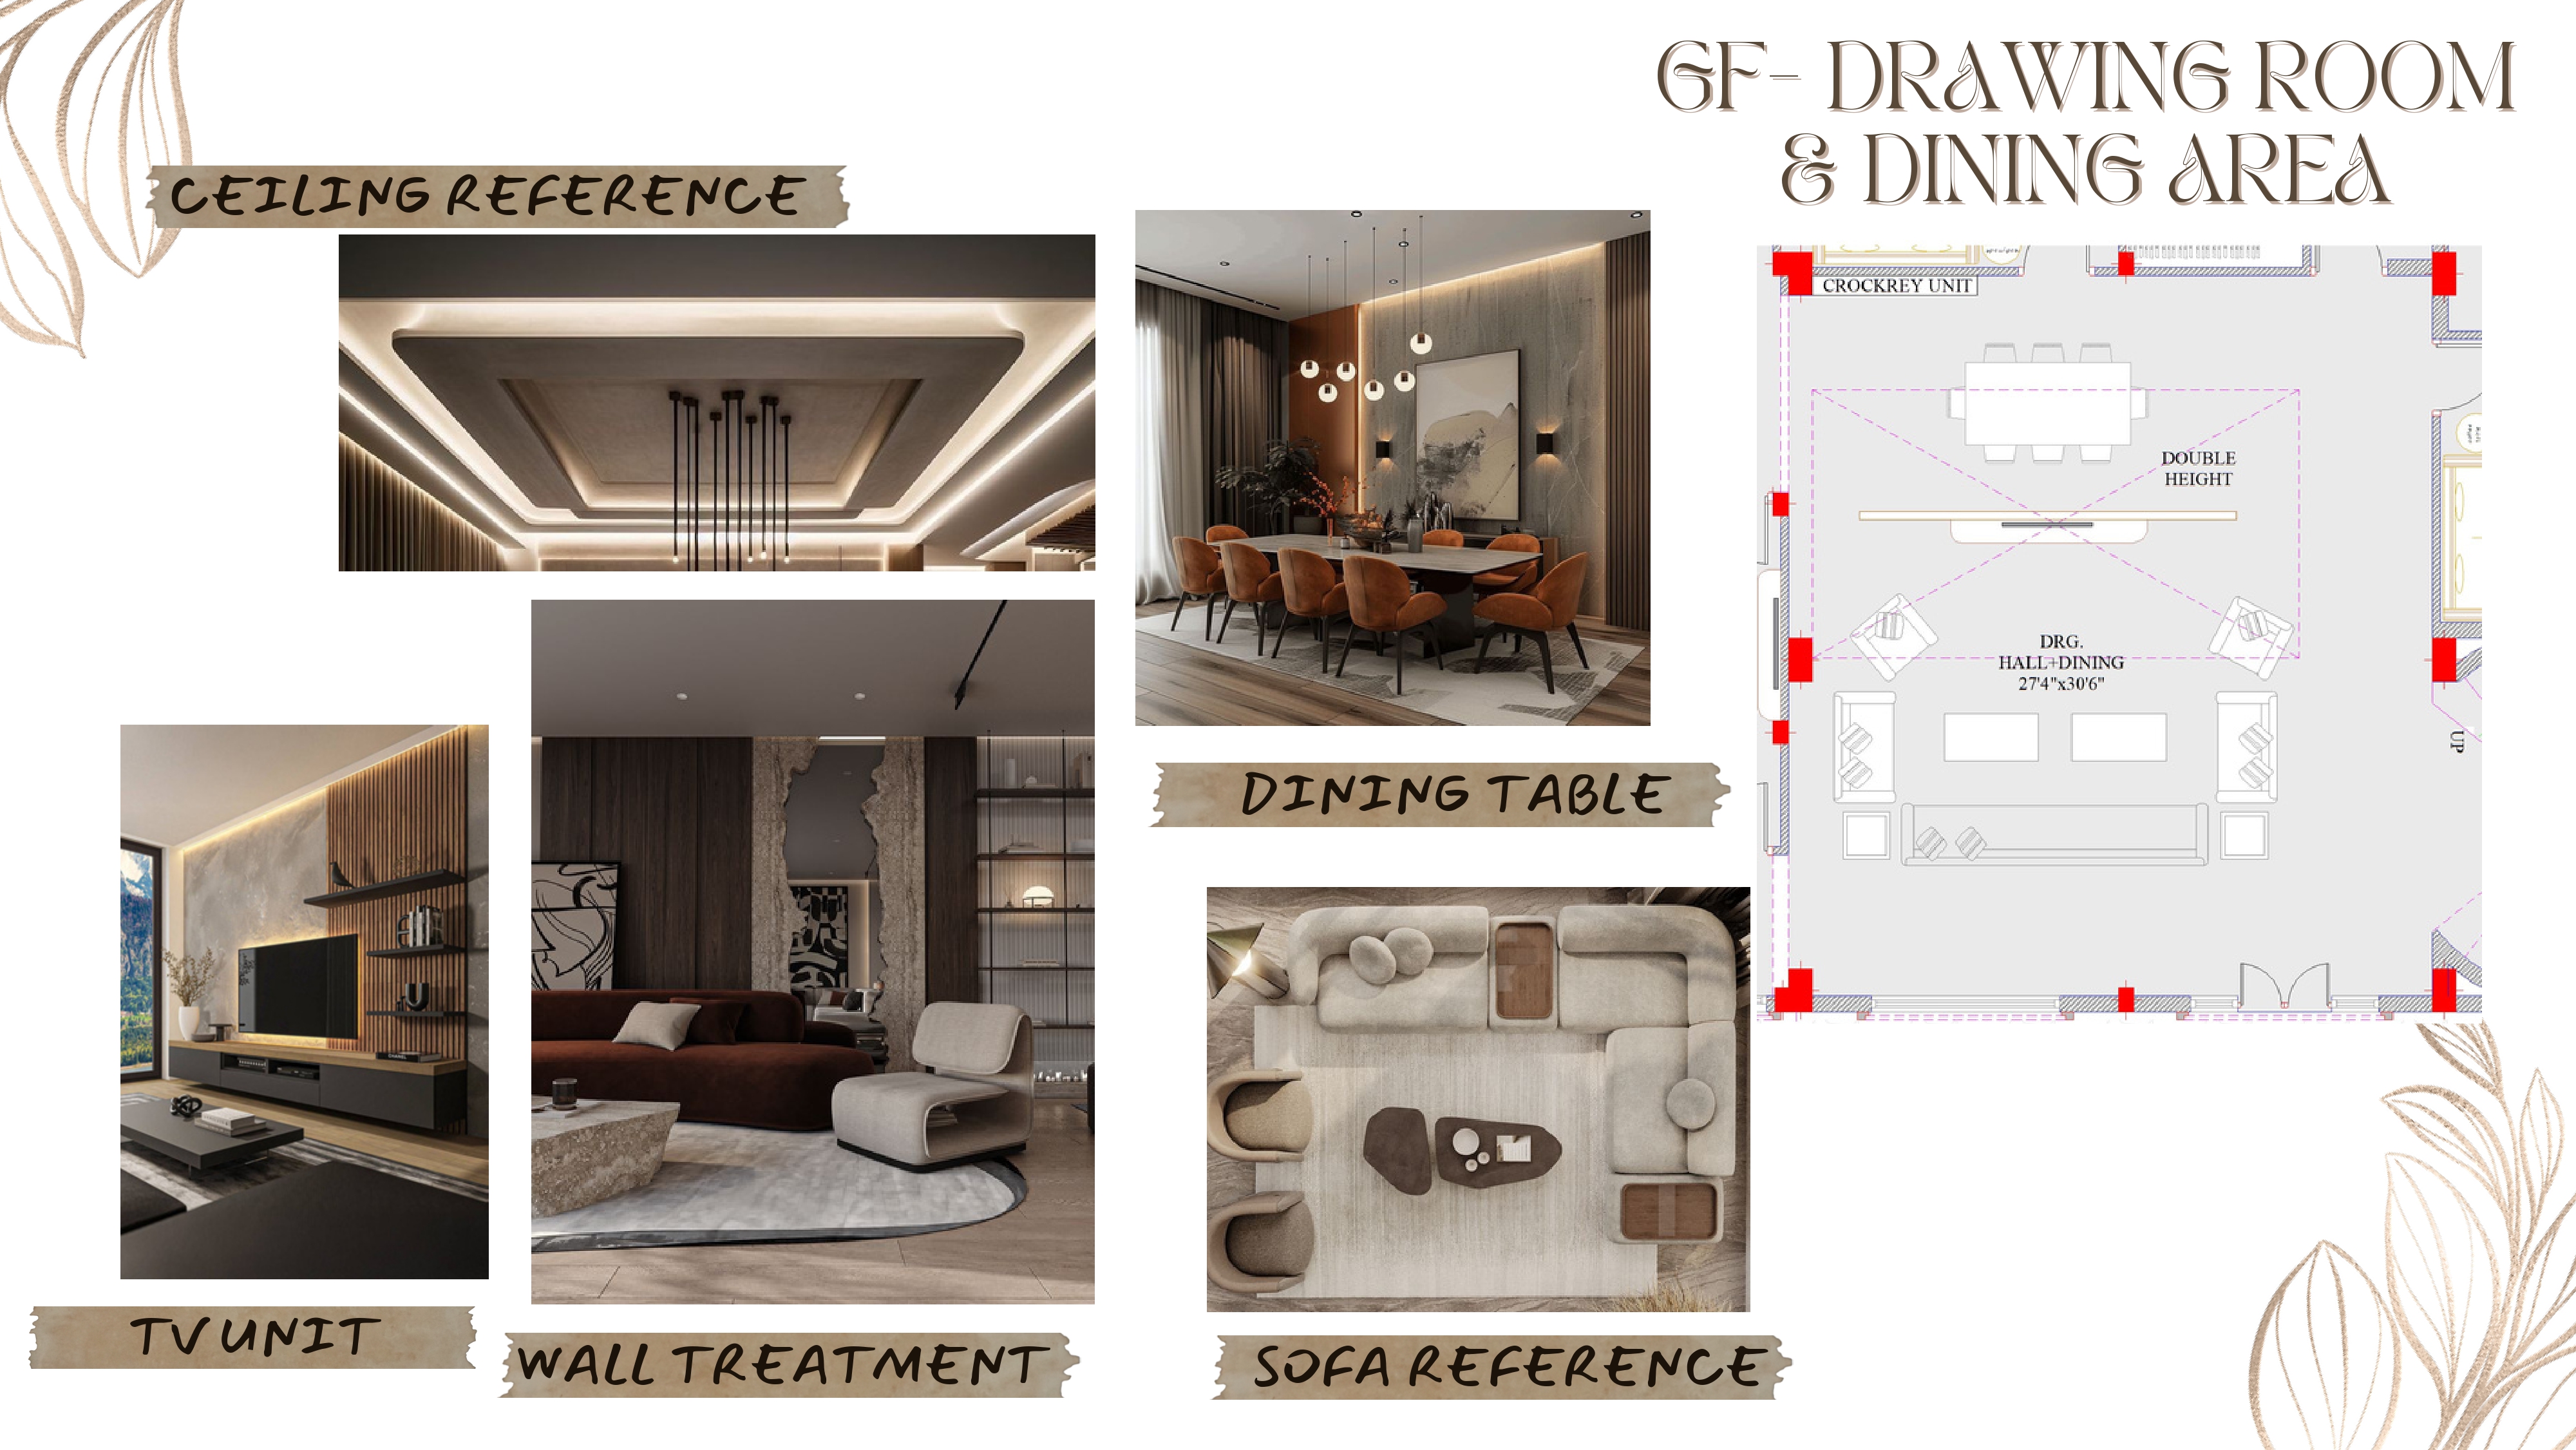 GF- DRAWING ROOM
& DINING AREA
CEILING REFERENCE
CROCKREY UNIT
DOUBLE
HEIGHT
DRG.
HALL+DINING
27'4"x30'6"
UP
DINING TABLE
TV UNIT
WALL TREATMENT
SOFA REFERENCE